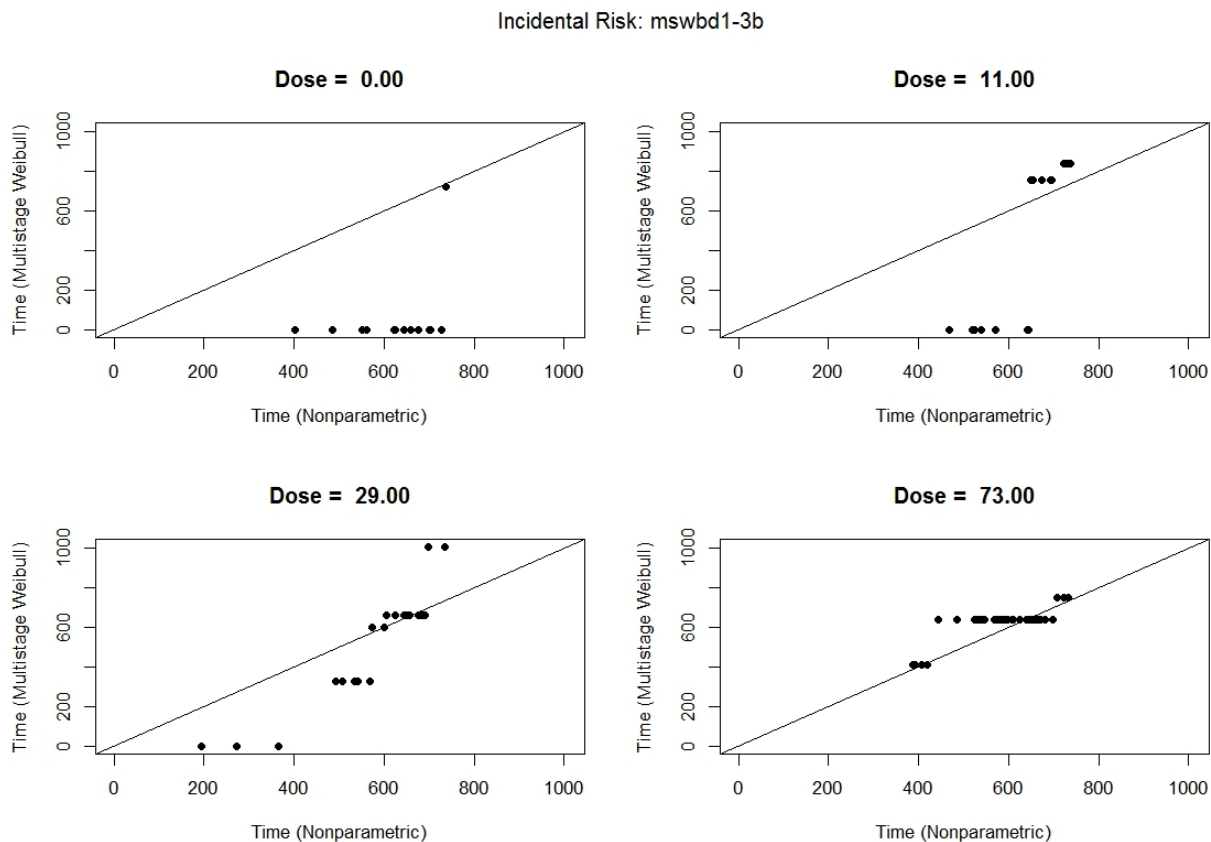 Incidental Risk: mswbd1-3b
Dose = 0.00
Time (Multistage Weibull)
0 200 600 1000
0 200 400 600 800 1000
Time (Nonparametric)
Dose = 11.00
Time (Multistage Weibull)
0 200 600 1000
0 200 400 600 800 1000
Time (Nonparametric)
Dose = 29.00
Time (Multistage Weibull)
0 200 600 1000
0 200 400 600 800 1000
Time (Nonparametric)
Dose = 73.00
Time (Multistage Weibull)
0 200 600 1000
0 200 400 600 800 1000
Time (Nonparametric)